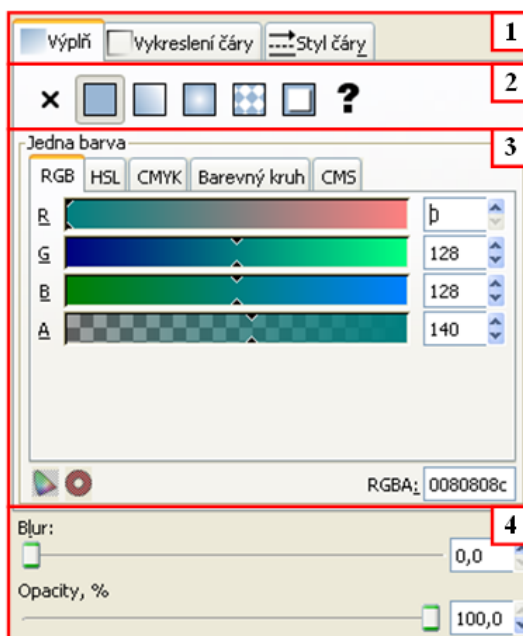 Výplň Vykreslení čáry Styl čáry 1
2
? 
Jedna barva 3
RGB HSL CMYK Barevný kruh CMS
R 0
G 128
B 128
A 140
RGBA: 0080808c
4
Blur:
0,0
Opacity, %
100,0